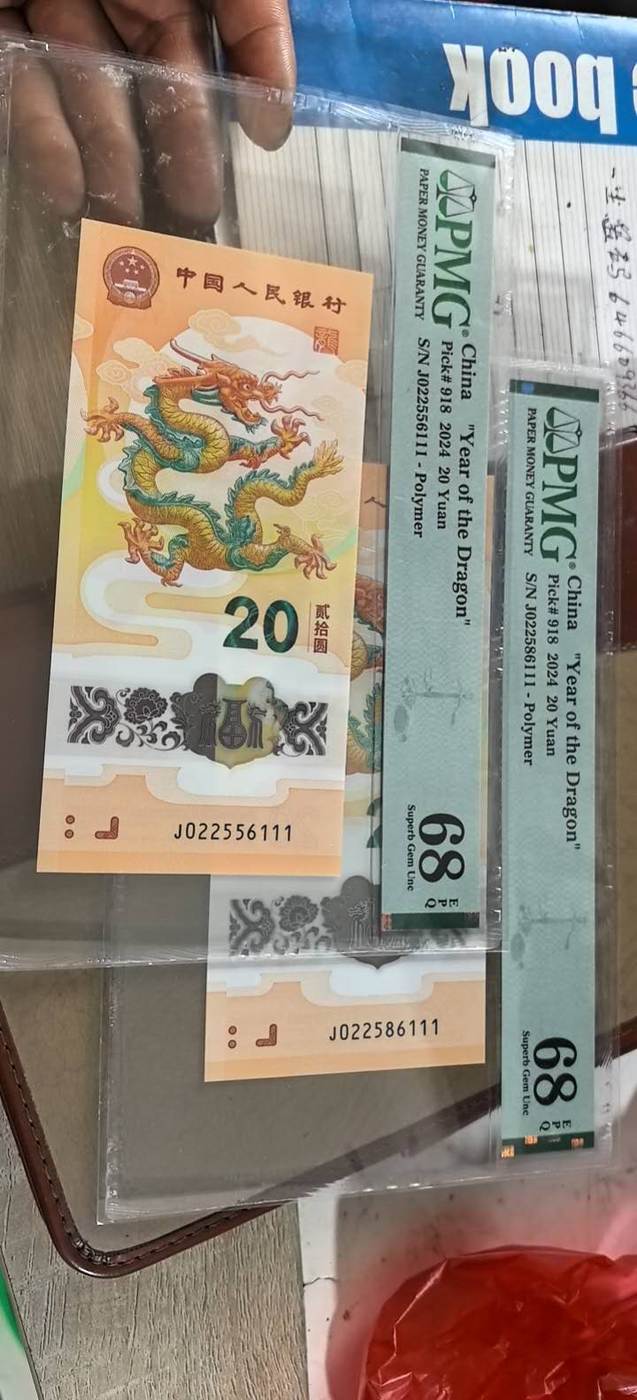 book
中国人民银行
20
贰拾圆
J022556111
PMG
PAPER MONEY GUARANTY
China "Year of the Dragon"
Pick# 918 2024 20 Yuan
S/N J022556111 - Polymer
68
EPQ
Superb Gem Unc
J022586111
PMG
PAPER MONEY GUARANTY
China "Year of the Dragon"
Pick# 918 2024 20 Yuan
S/N J022586111 - Polymer
68
EPQ
Superb Gem Unc